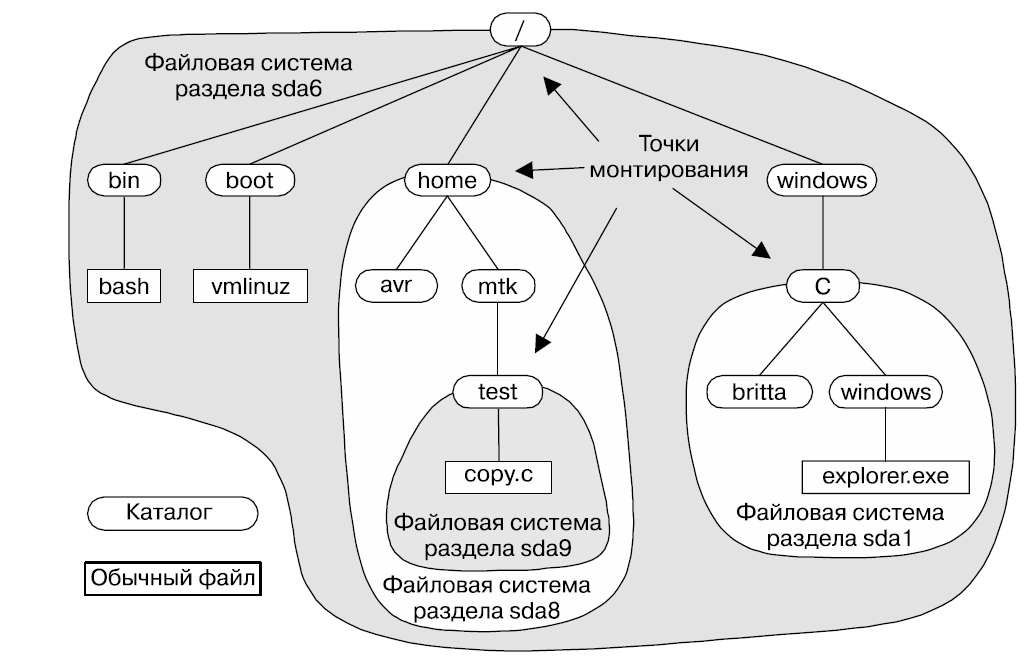 /
Файловая система
раздела sda6
Точки
монтирования
bin
boot
home
windows
bash
vmlinuz
avr
mtk
C
test
britta
windows
copy.c
explorer.exe
Каталог
Файловая система
раздела sda9
Файловая система
раздела sda1
Обычный файл
Файловая система
раздела sda8